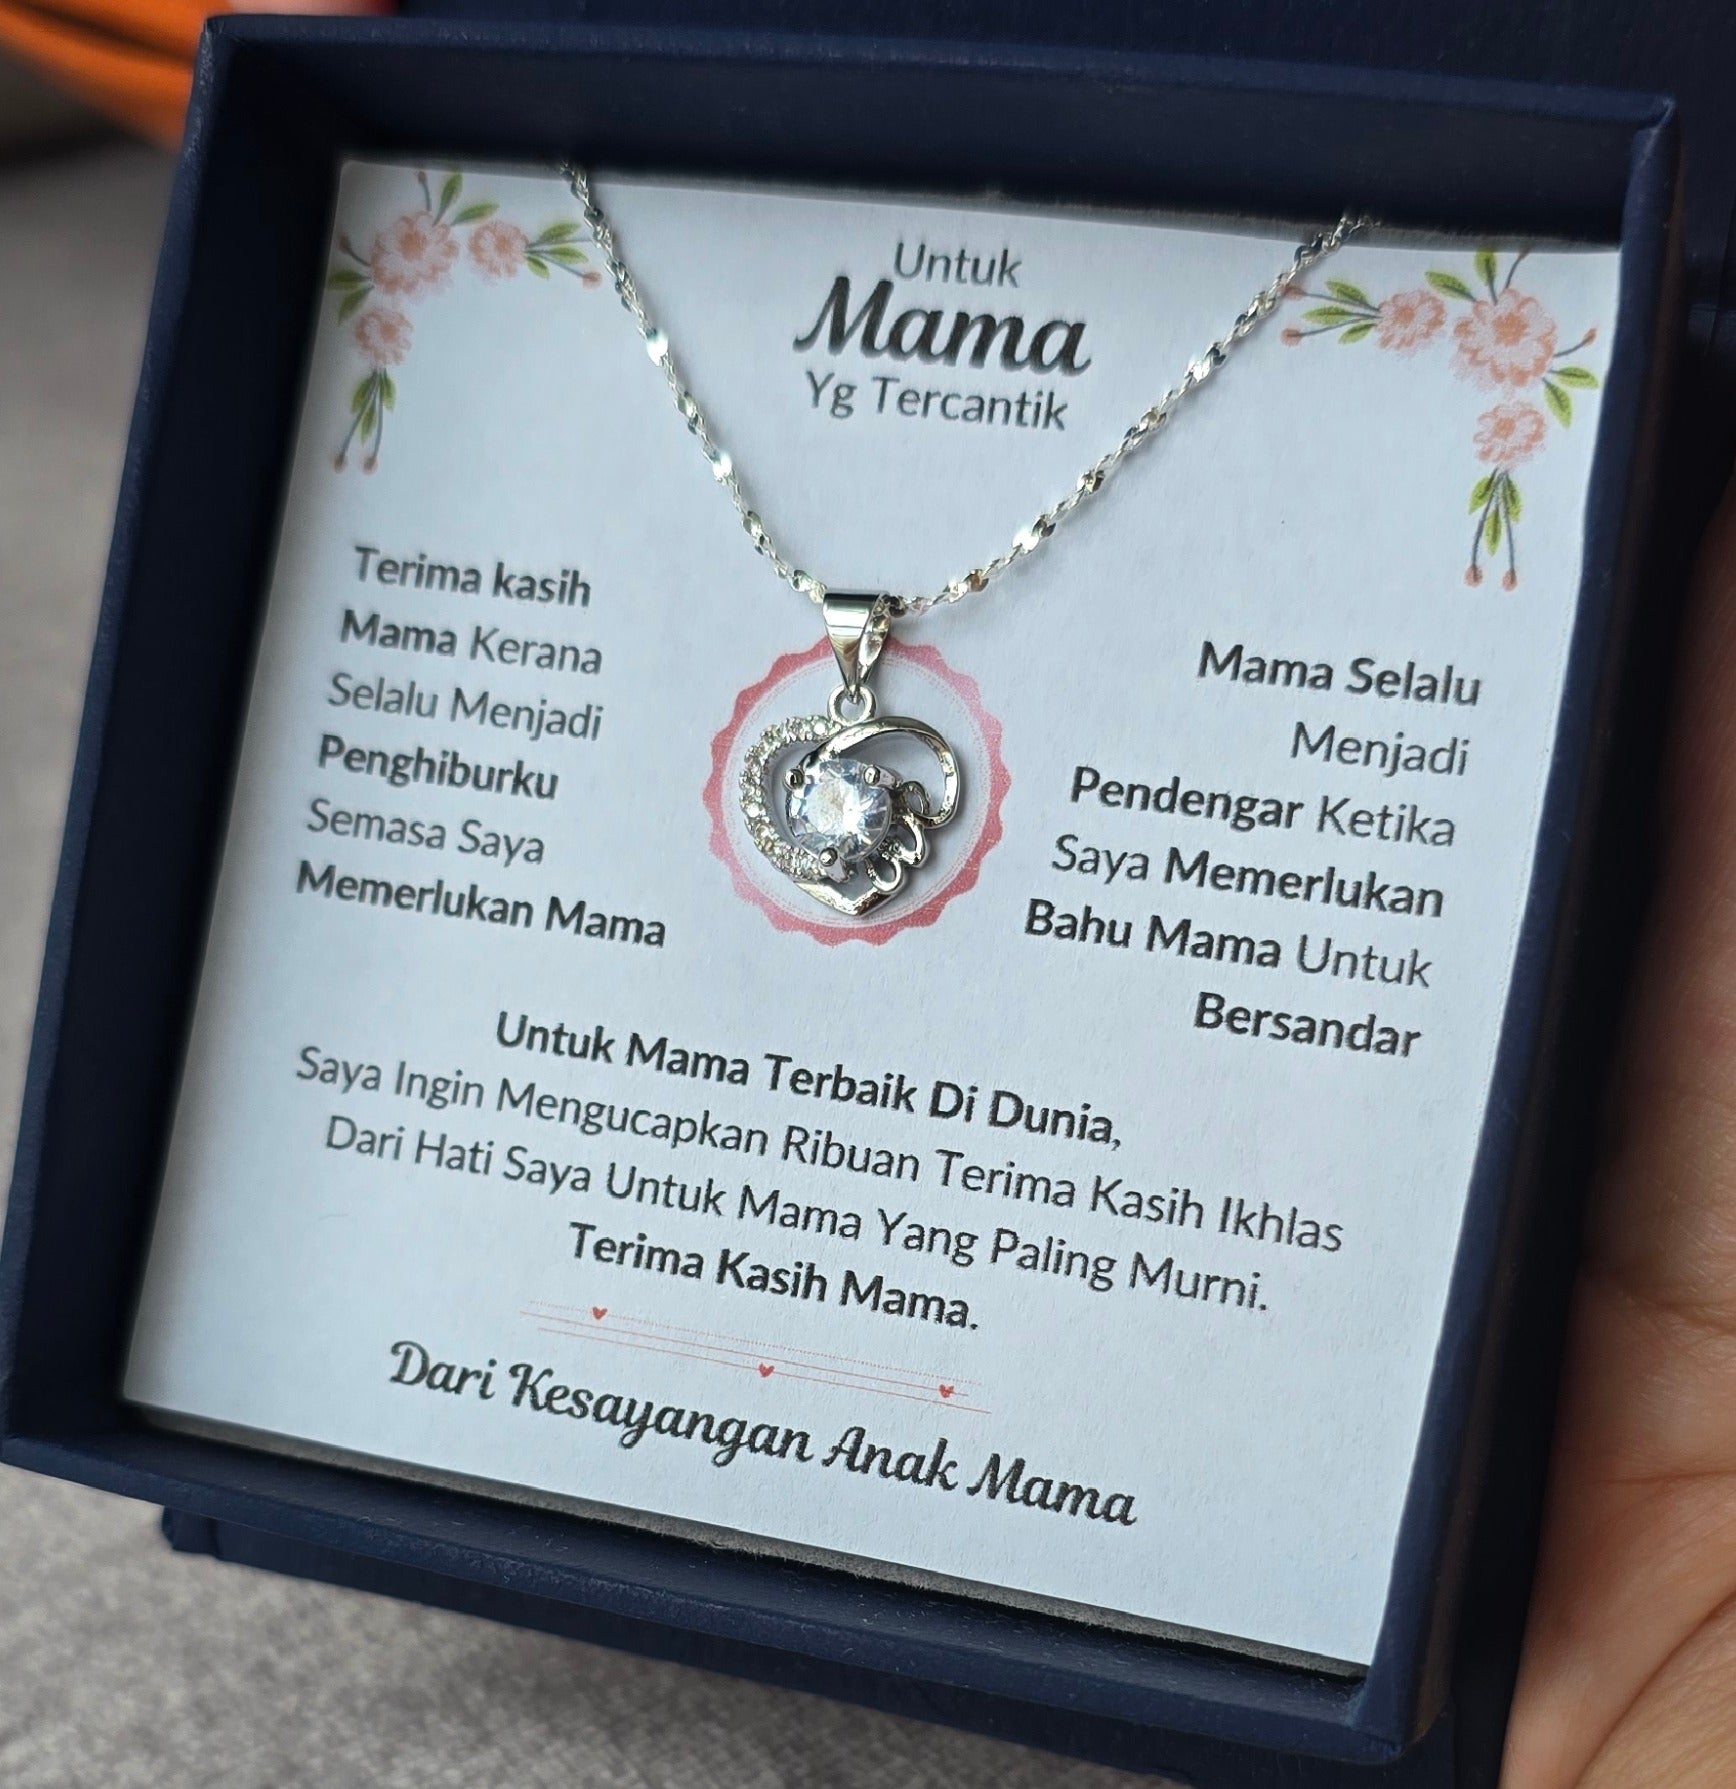 Untuk
Mama
Yg Tercantik
Terima kasih
Mama Kerana
Selalu Menjadi
Penghiburku
Semasa Saya
Memerlukan Mama
Mama Selalu
Menjadi
Pendengar Ketika
Saya Memerlukan
Bahu Mama Untuk
Bersandar
Untuk Mama Terbaik Di Dunia,
Saya Ingin Mengucapkan Ribuan Terima Kasih Ikhlas
Dari Hati Saya Untuk Mama Yang Paling Murni.
Terima Kasih Mama.
Dari Kesayangan Anak Mama